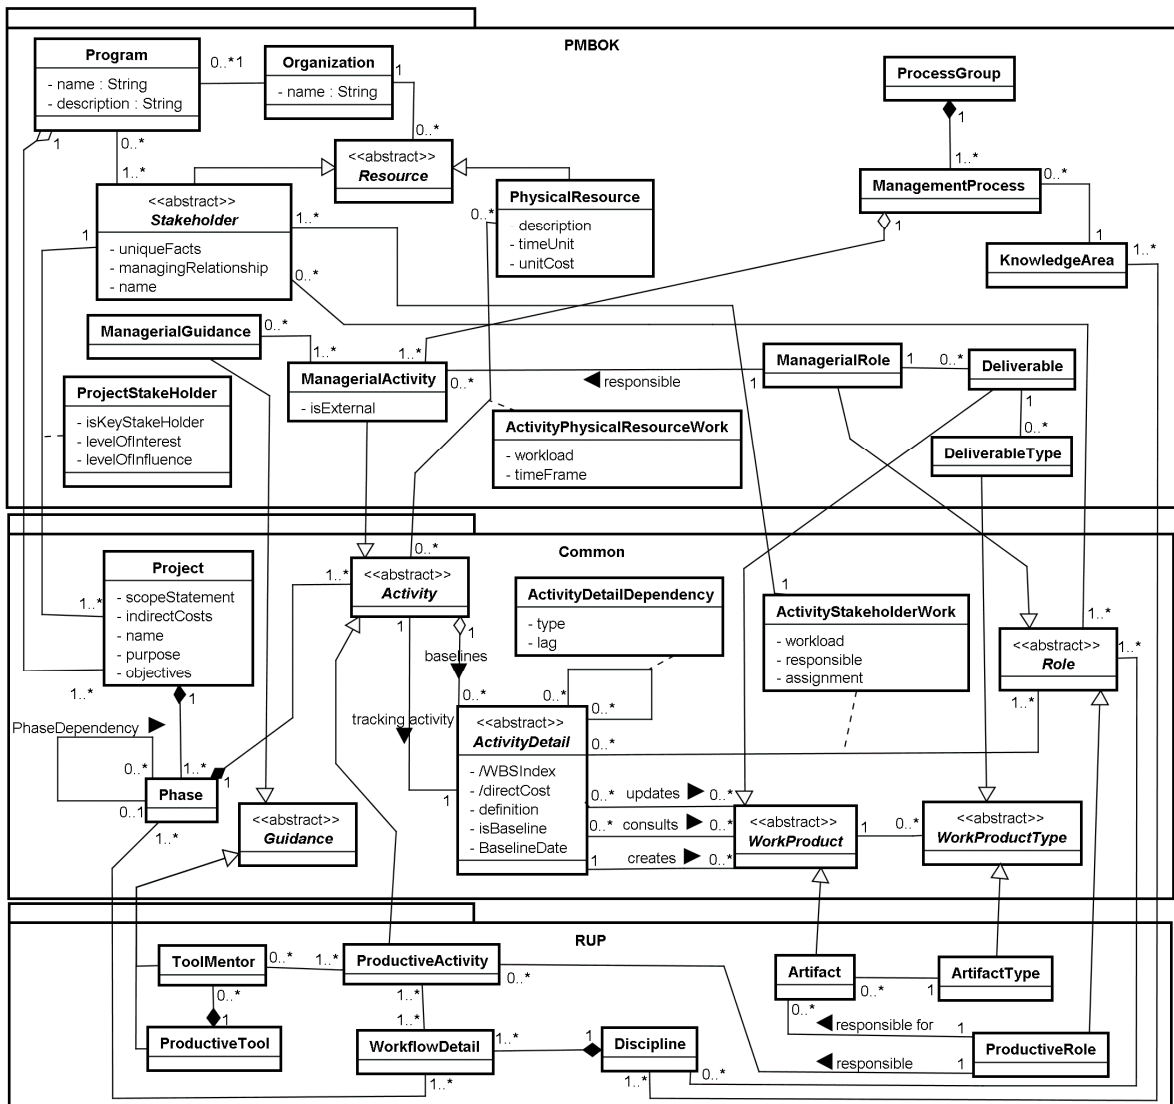 PMBOK
Program
- name : String
- description : String
0..*
1
Organization
- name : String
1
0..*
ProcessGroup
1
1..*
ManagementProcess
0..*
1
1
KnowledgeArea
1..*
<<abstract>>
Resource
PhysicalResource
description
- timeUnit
- unitCost
0..*
1
0..*
1..*
<<abstract>>
Stakeholder
- uniqueFacts
- managingRelationship
- name
1..*
0..*
1
ManagerialGuidance
0..*
1..*
1..*
ManagerialActivity
- isExternal
0..*
responsible
1
ManagerialRole
1
0..*
Deliverable
1
0..*
DeliverableType
ProjectStakeHolder
- isKeyStakeHolder
- levelOfInterest
- levelOfInfluence
ActivityPhysicalResourceWork
- workload
- timeFrame
Common
Project
- scopeStatement
- indirectCosts
- name
- purpose
- objectives
1..*
1..*
1
1..*
0..*
<<abstract>>
Activity
1
1
baselines
0..*
tracking activity
1
ActivityDetailDependency
- type
- lag
0..*
0..*
ActivityStakeholderWork
- workload
- responsible
- assignment
1
1..*
<<abstract>>
Role
1..*
1..*
PhaseDependency
0..*
0..1
1..*
1
Phase
1..*
<<abstract>>
Guidance
<<abstract>>
ActivityDetail
- /WBSIndex
- /directCost
- definition
- isBaseline
- BaselineDate
0..*
0..* updates 0..*
0..* consults 0..*
1 creates 0..*
<<abstract>>
WorkProduct
1
0..*
<<abstract>>
WorkProductType
RUP
ToolMentor
0..*
1..*
ProductiveActivity
0..*
0..*
1
ProductiveTool
1..*
1..*
WorkflowDetail
1..*
1..*
1
Discipline
1..*
0..*
Artifact
0..*
1
ArtifactType
0..*
responsible for
1
responsible
1
ProductiveRole